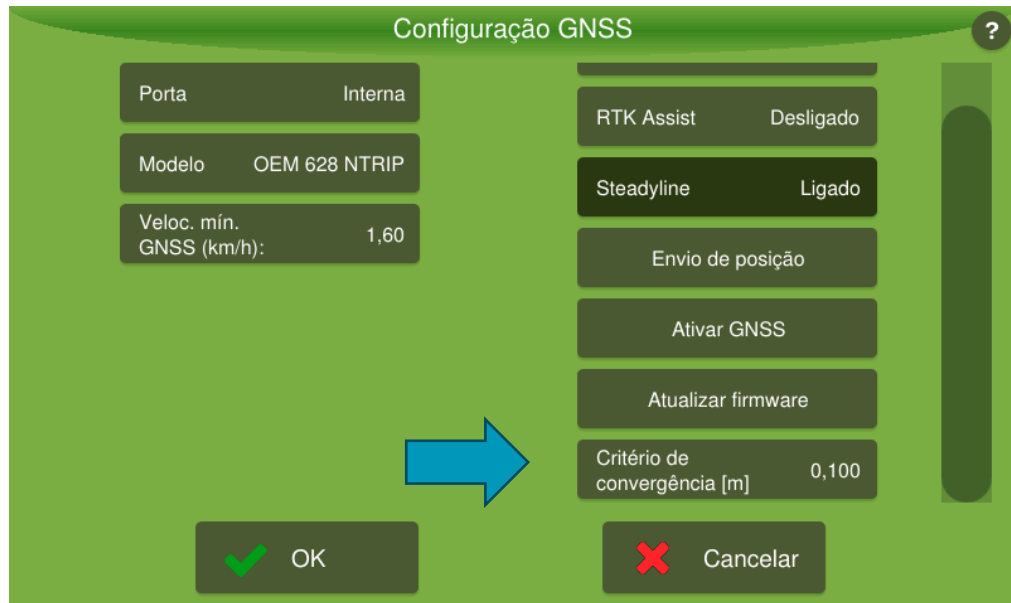 Configuração GNSS
?
Porta Interna
Modelo OEM 628 NTRIP
Veloc. mín.
GNSS (km/h): 1,60
RTK Assist Desligado
Steadyline Ligado
Envio de posição
Ativar GNSS
Atualizar firmware
Critério de
convergência [m] 0,100
OK
Cancelar